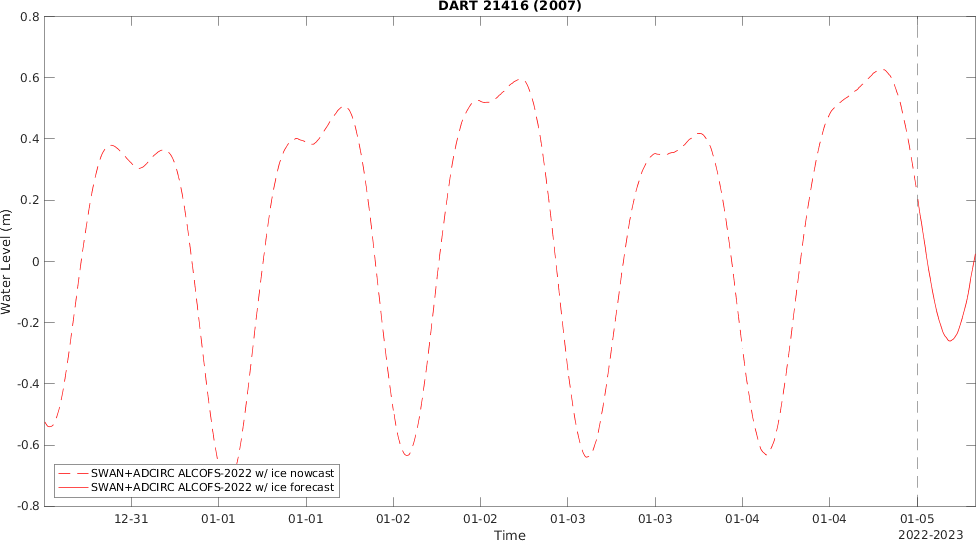 DART 21416 (2007)
0.8
0.6
0.4
0.2
0
-0.2
-0.4
-0.6
-0.8
Water Level (m)
SWAN+ADCIRC ALCOFS-2022 w/ ice nowcast
SWAN+ADCIRC ALCOFS-2022 w/ ice forecast
12-31 01-01 01-01 01-02 01-02 01-03 01-03 01-04 01-04 01-05
Time
2022-2023